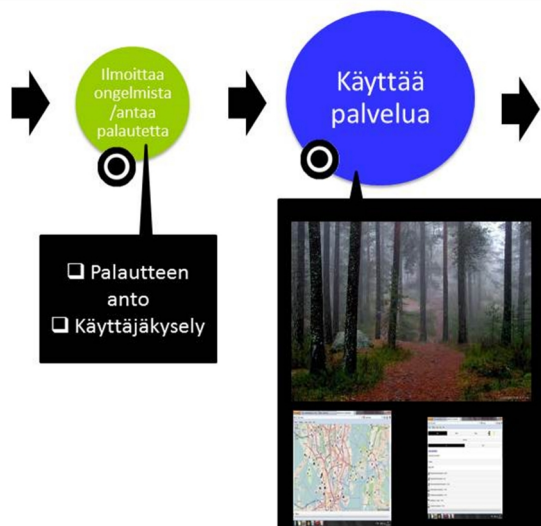 Ilmoittaa
ongelmista
/antaa
palautetta
Käyttää
palvelua
❑ Palautteen
anto
❑ Käyttäjäkysely